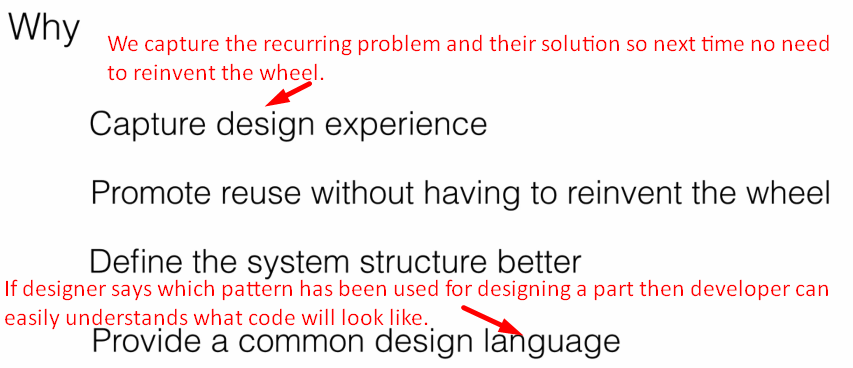 Why
We capture the recurring problem and their solution so next time no need
to reinvent the wheel.
Capture design experience
Promote reuse without having to reinvent the wheel
Define the system structure better
If designer says which pattern has been used for designing a part then developer can
easily understands what code will look like.
Provide a common design language